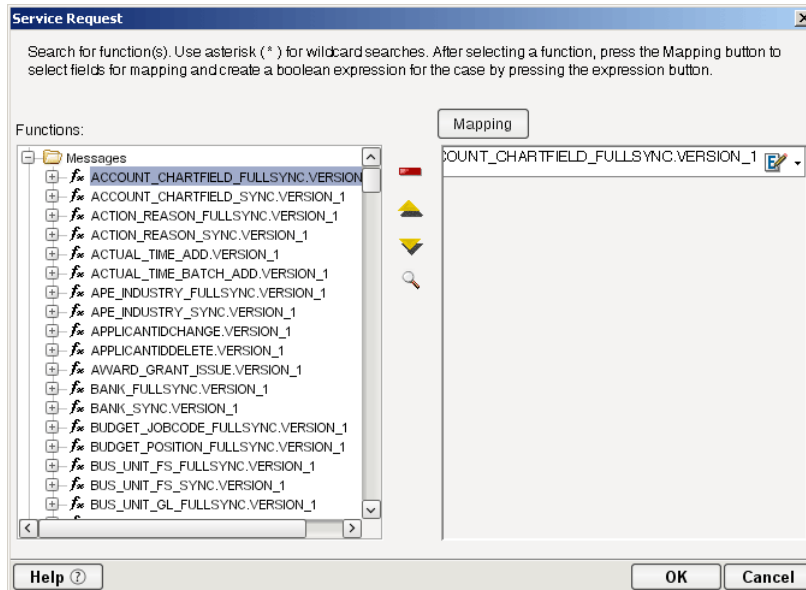 Service Request
Search for function(s). Use asterisk ( * ) for wildcard searches. After selecting a function, press the Mapping button to
select fields for mapping and create a boolean expression for the case by pressing the expression button.
Mapping
Functions:
Messages
ACCOUNT_CHARTFIELD_FULLSYNC.VERSION
ACCOUNT_CHARTFIELD_SYNC.VERSION_1
ACTION_REASON_FULLSYNC.VERSION_1
ACTION_REASON_SYNC.VERSION_1
ACTUAL_TIME_ADD.VERSION_1
ACTUAL_TIME_BATCH_ADD.VERSION_1
APE_INDUSTRY_FULLSYNC.VERSION_1
APE_INDUSTRY_SYNC.VERSION_1
APPLICANTIDCHANGE.VERSION_1
APPLICANTIDDELETE.VERSION_1
AWARD_GRANT_ISSUE.VERSION_1
BANK_FULLSYNC.VERSION_1
BANK_SYNC.VERSION_1
BUDGET_JOBCODE_FULLSYNC.VERSION_1
BUDGET_POSITION_FULLSYNC.VERSION_1
BUS_UNIT_FS_FULLSYNC.VERSION_1
BUS_UNIT_FS_SYNC.VERSION_1
BUS_UNIT_GL_FULLSYNC.VERSION_1
COUNT_CHARTFIELD_FULLSYNC.VERSION_1
Help ?
OK
Cancel